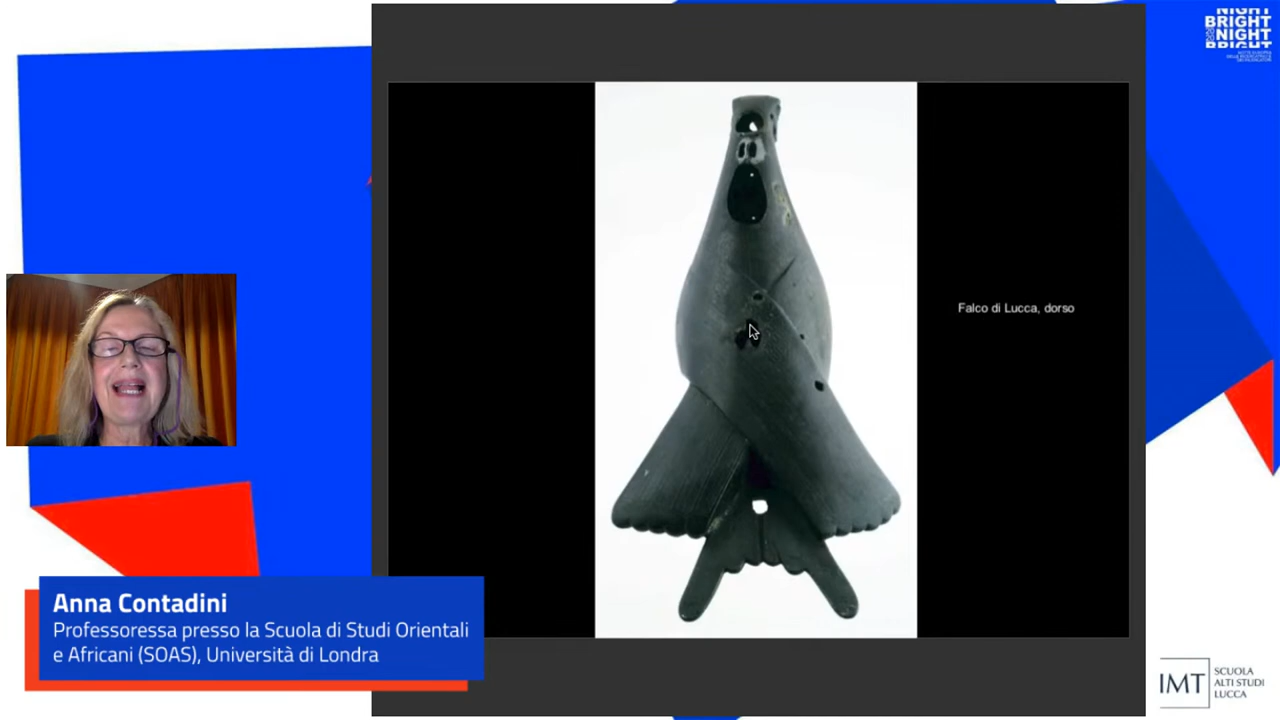 NIGHT
BRIGHT
NIGHT
BRIGHT
Falco di Lucca, dorso
Anna Contadini
Professoressa presso la Scuola di Studi Orientali
e Africani (SOAS), Università di Londra
IMT
SCUOLA
ALTI STUDI
LUCCA